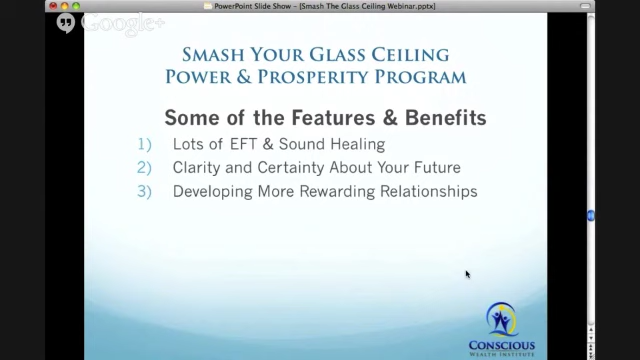 PowerPoint Slide Show - [Smash The Glass Ceiling Webinar.pptx]
Google+
SMASH YOUR GLASS CEILING
POWER & PROSPERITY PROGRAM
Some of the Features & Benefits
1) Lots of EFT & Sound Healing
2) Clarity and Certainty About Your Future
3) Developing More Rewarding Relationships
CONSCIOUS
WEALTH INSTITUTE